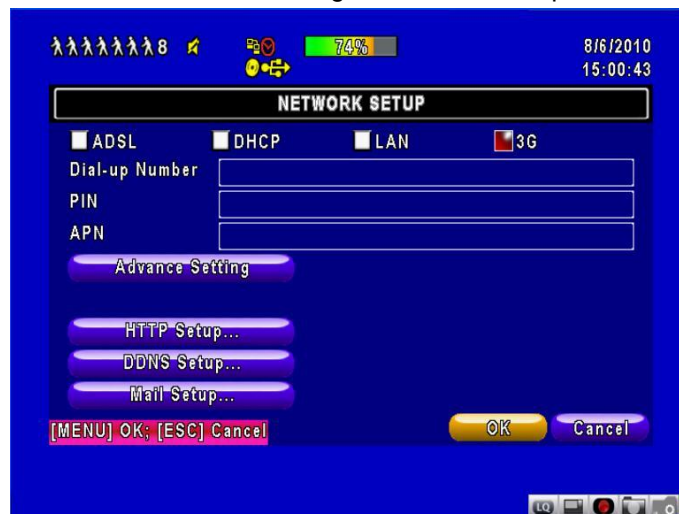 8 74% 8/6/2010
15:00:43
NETWORK SETUP
ADSL DHCP LAN 3G
Dial-up Number
PIN
APN
Advance Setting
HTTP Setup...
DDNS Setup...
Mail Setup...
[MENU] OK; [ESC] Cancel OK Cancel
LQ